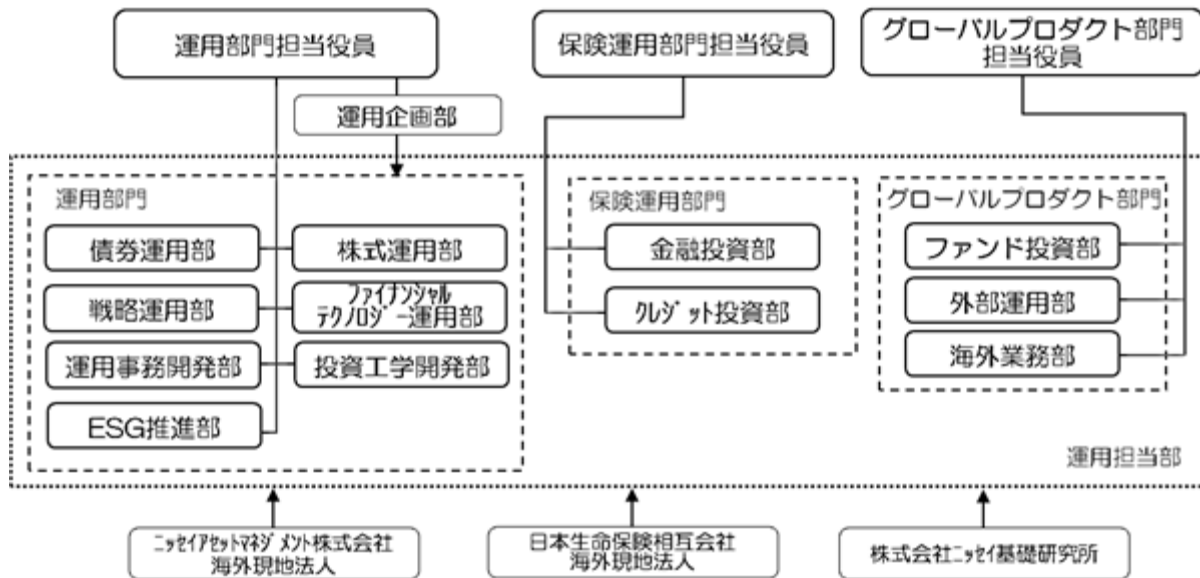 運用部門担当役員
保険運用部門担当役員
グローバルプロダクト部門
担当役員
運用企画部
運用部門
保険運用部門
グローバルプロダクト部門
債券運用部
株式運用部
金融投資部
ファンド投資部
戦略運用部
ファイナンシャル
テクノロジー運用部
クレジット投資部
外部運用部
運用事務開発部
投資工学開発部
海外業務部
ESG推進部
運用担当部
ニッセイアセットマネジメント株式会社
海外現地法人
日本生命保険相互会社
海外現地法人
株式会社ニッセイ基礎研究所